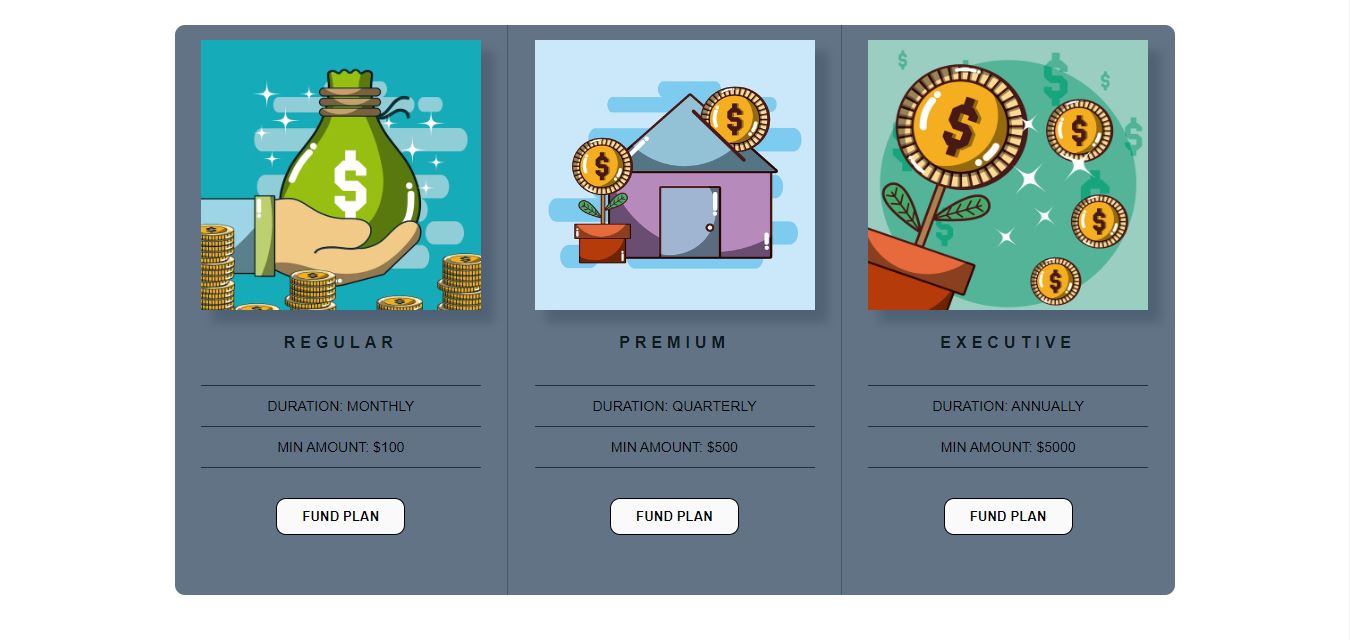 REGULAR
DURATION: MONTHLY
MIN AMOUNT: $100
FUND PLAN
PREMIUM
DURATION: QUARTERLY
MIN AMOUNT: $500
FUND PLAN
EXECUTIVE
DURATION: ANNUALLY
MIN AMOUNT: $5000
FUND PLAN